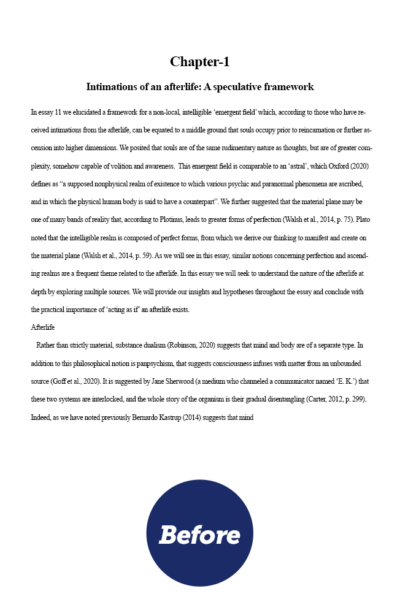 Chapter-1
Intimations of an afterlife: A speculative framework
In essay 11 we elucidated a framework for a non-local, intelligible ‘emergent field’ which, according to those who have re-
ceived intimations from the afterlife, can be equated to a middle ground that souls occupy prior to reincarnation or further as-
cension into higher dimensions. We posited that souls are of the same rudimentary nature as thoughts, but are of greater com-
plexity, somehow capable of volition and awareness.  This emergent field is comparable to an ‘astral’, which Oxford (2020)
defines as “a supposed nonphysical realm of existence to which various psychic and paranormal phenomena are ascribed,
and in which the physical human body is said to have a counterpart”. We further suggested that the material plane may be
one of many bands of reality that, according to Plotinus, leads to greater forms of perfection (Walsh et al., 2014, p. 75). Plato
noted that the intelligible realm is composed of perfect forms, from which we derive our thinking to manifest and create on
the material plane (Walsh et al., 2014, p. 59). As we will see in this essay, similar notions concerning perfection and ascend-
ing realms are a frequent theme related to the afterlife. In this essay we will seek to understand the nature of the afterlife at
depth by exploring multiple sources. We will provide our insights and hypotheses throughout the essay and conclude with
the practical importance of ‘acting as if’ an afterlife exists.
Afterlife
Rather than strictly material, substance dualism (Robinson, 2020) suggests that mind and body are of a separate type. In
addition to this philosophical notion is panpsychism, that suggests consciousness infuses with matter from an unbounded
source (Goff et al., 2020). It is suggested by Jane Sherwood (a medium who channeled a communicator named ‘E. K.’) that
these two systems are interlocked, and the whole story of the organism is their gradual disentangling (Carter, 2012, p. 299).
Indeed, as we have noted previously Bernardo Kastrup (2014) suggests that mind
Before